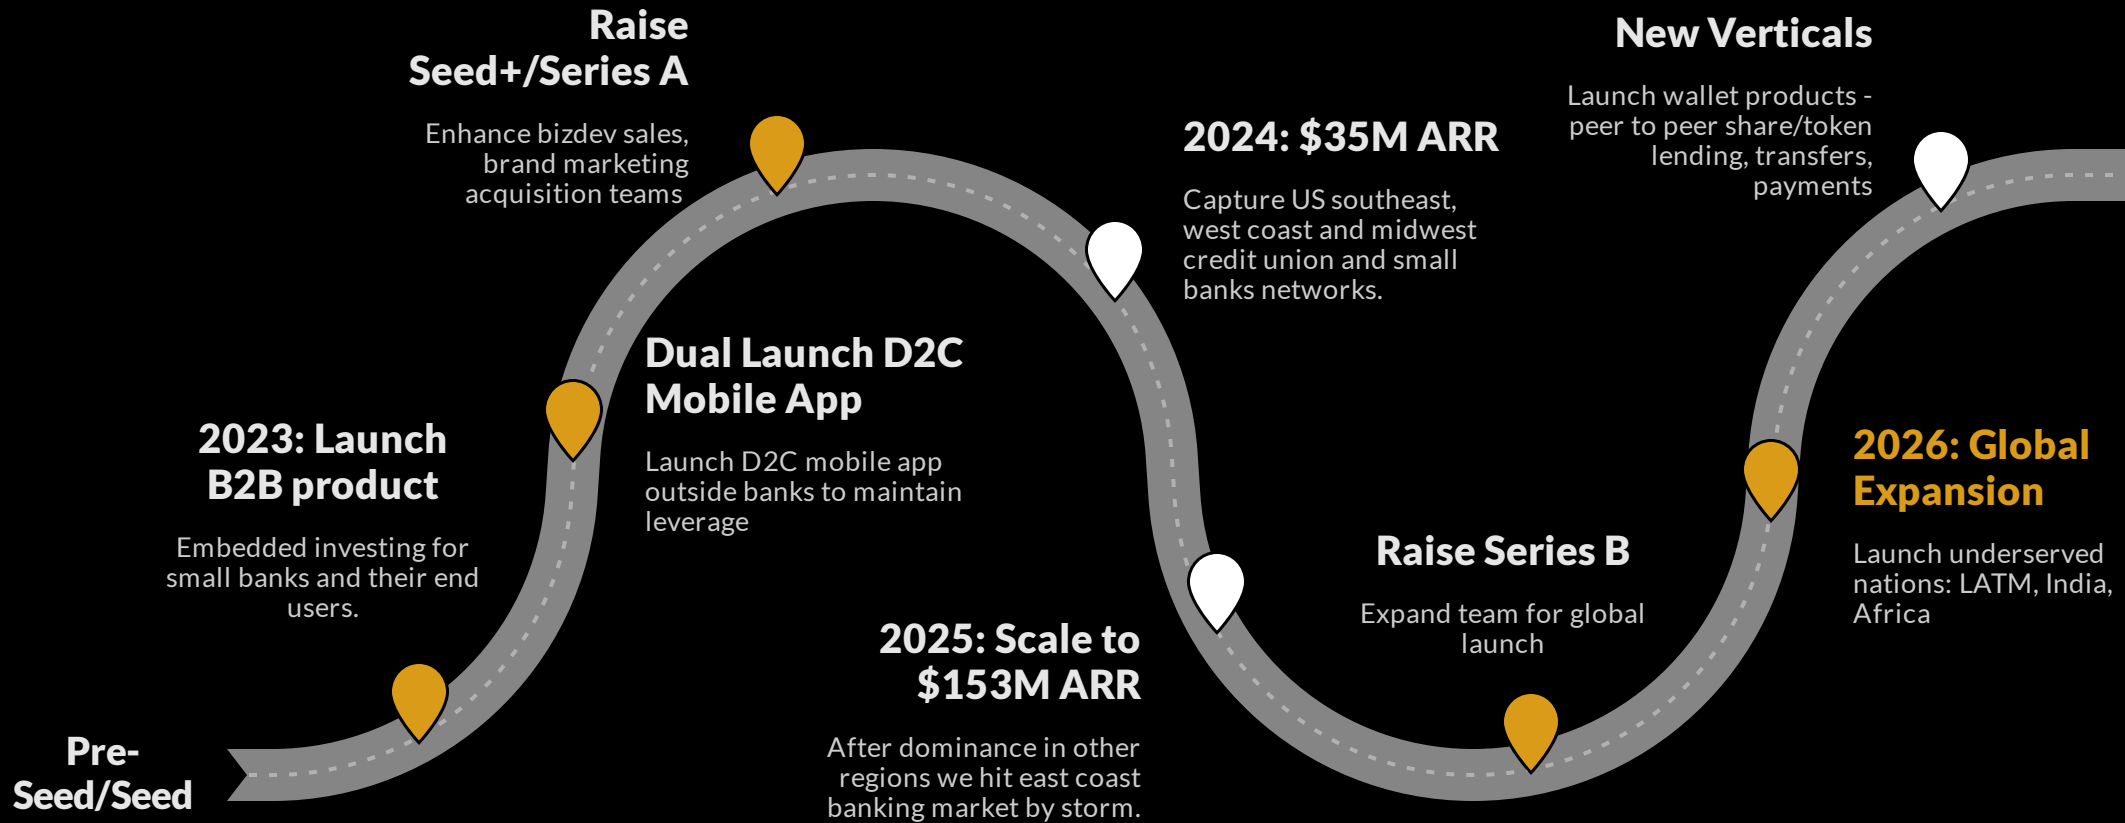 Pre-
Seed/Seed
2023: Launch
B2B product
Embedded investing for
small banks and their end
users.
Dual Launch D2C
Mobile App
Launch D2C mobile app
outside banks to maintain
leverage
Raise
Seed+/Series A
Enhance bizdev sales,
brand marketing
acquisition teams
2024: $35M ARR
Capture US southeast,
west coast and midwest
credit union and small
banks networks.
2025: Scale to
$153M ARR
After dominance in other
regions we hit east coast
banking market by storm.
Raise Series B
Expand team for global
launch
2026: Global
Expansion
Launch underserved
nations: LATM, India,
Africa
New Verticals
Launch wallet products -
peer to peer share/token
lending, transfers,
payments